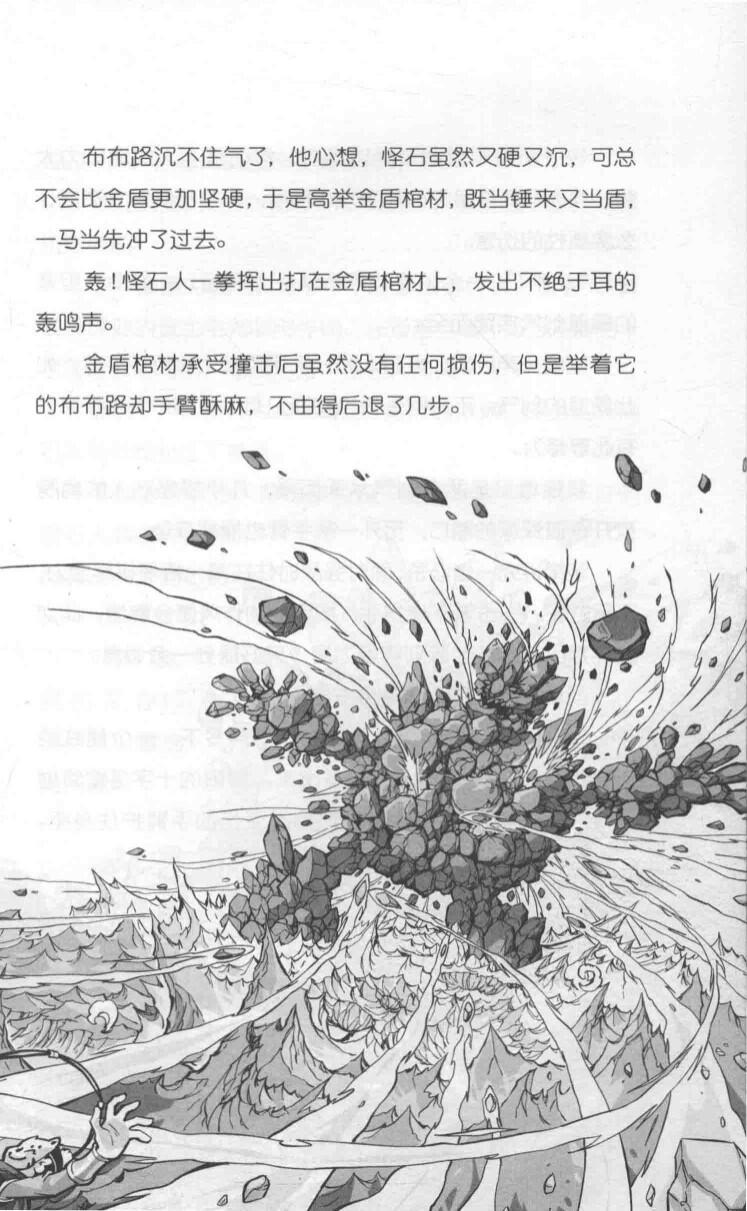 布布路沉不住气了，他心想，怪石虽然又硬又沉，可总
不会比金盾更加坚硬，于是高举金盾棺材，既当锤来又当盾，
一马当先冲了过去。
轰！怪石人一拳挥出打在金盾棺材上，发出不绝于耳的
轰鸣声。
金盾棺材承受撞击后虽然没有任何损伤，但是举着它
的布布路却手臂酥麻，不由得后退了几步。